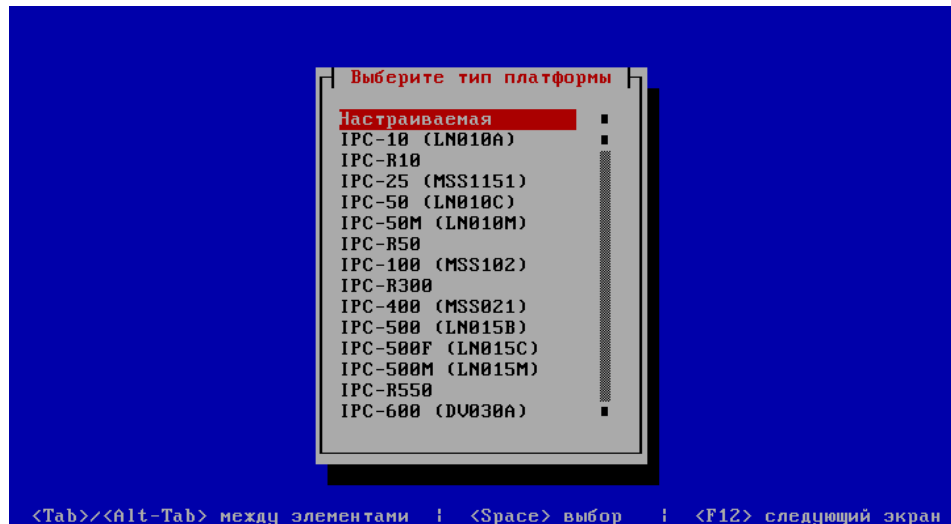 Выберите тип платформы
Настраиваемая
IPC-10 (LN010A)
IPC-R10
IPC-25 (MSS1151)
IPC-50 (LN010C)
IPC-50M (LN010M)
IPC-R50
IPC-100 (MSS102)
IPC-R300
IPC-400 (MSS021)
IPC-500 (LN015B)
IPC-500F (LN015C)
IPC-500M (LN015M)
IPC-R550
IPC-600 (DV030A)
<Tab>/<Alt-Tab> между элементами | <Space> выбор | <F12> следующий экран